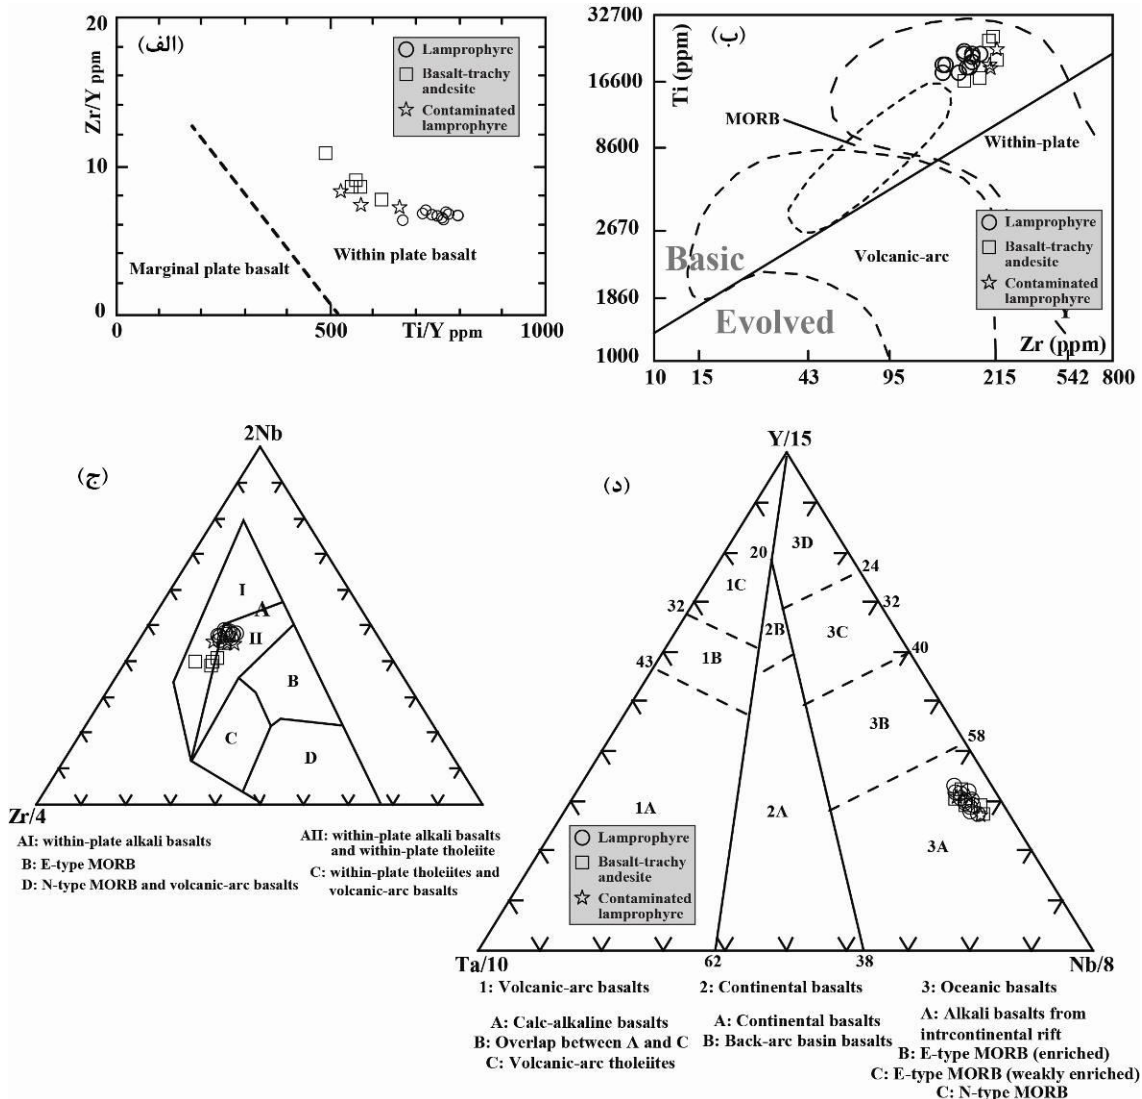 (الف)
20
10
0
Zr/Y ppm
Lamprophyre
Basalt-trachy
andesite
Contaminated
lamprophyre
Marginal plate basalt
Within plate basalt
0
500
1000
Ti/Y ppm
(ب)
32700
16600
8600
2670
1860
1000
Ti (ppm)
MORB
Within-plate
Volcanic-arc
Basic
Evolved
Lamprophyre
Basalt-trachy
andesite
Contaminated
lamprophyre
Zr (ppm)
10
15
43
95
215
542
800
(ج)
2Nb
I
A
II
B
C
D
Zr/4
AI: within-plate alkali basalts
B: E-type MORB
D: N-type MORB and volcanic-arc basalts
AII: within-plate alkali basalts
and within-plate tholeiite
C: within-plate tholeiites and
volcanic-arc basalts
(د)
Y/15
20
3D
24
1C
32
32
2B
3C
1B
43
40
3B
58
1A
2A
3A
Lamprophyre
Basalt-trachy
andesite
Contaminated
lamprophyre
Ta/10
62
38
Nb/8
1: Volcanic-arc basalts
A: Calc-alkaline basalts
B: Overlap between A and C
C: Volcanic-arc tholeiites
2: Continental basalts
A: Continental basalts
B: Back-arc basin basalts
3: Oceanic basalts
A: Alkali basalts from
intrcontinental rift
B: E-type MORB (enriched)
C: E-type MORB (weakly enriched)
C: N-type MORB